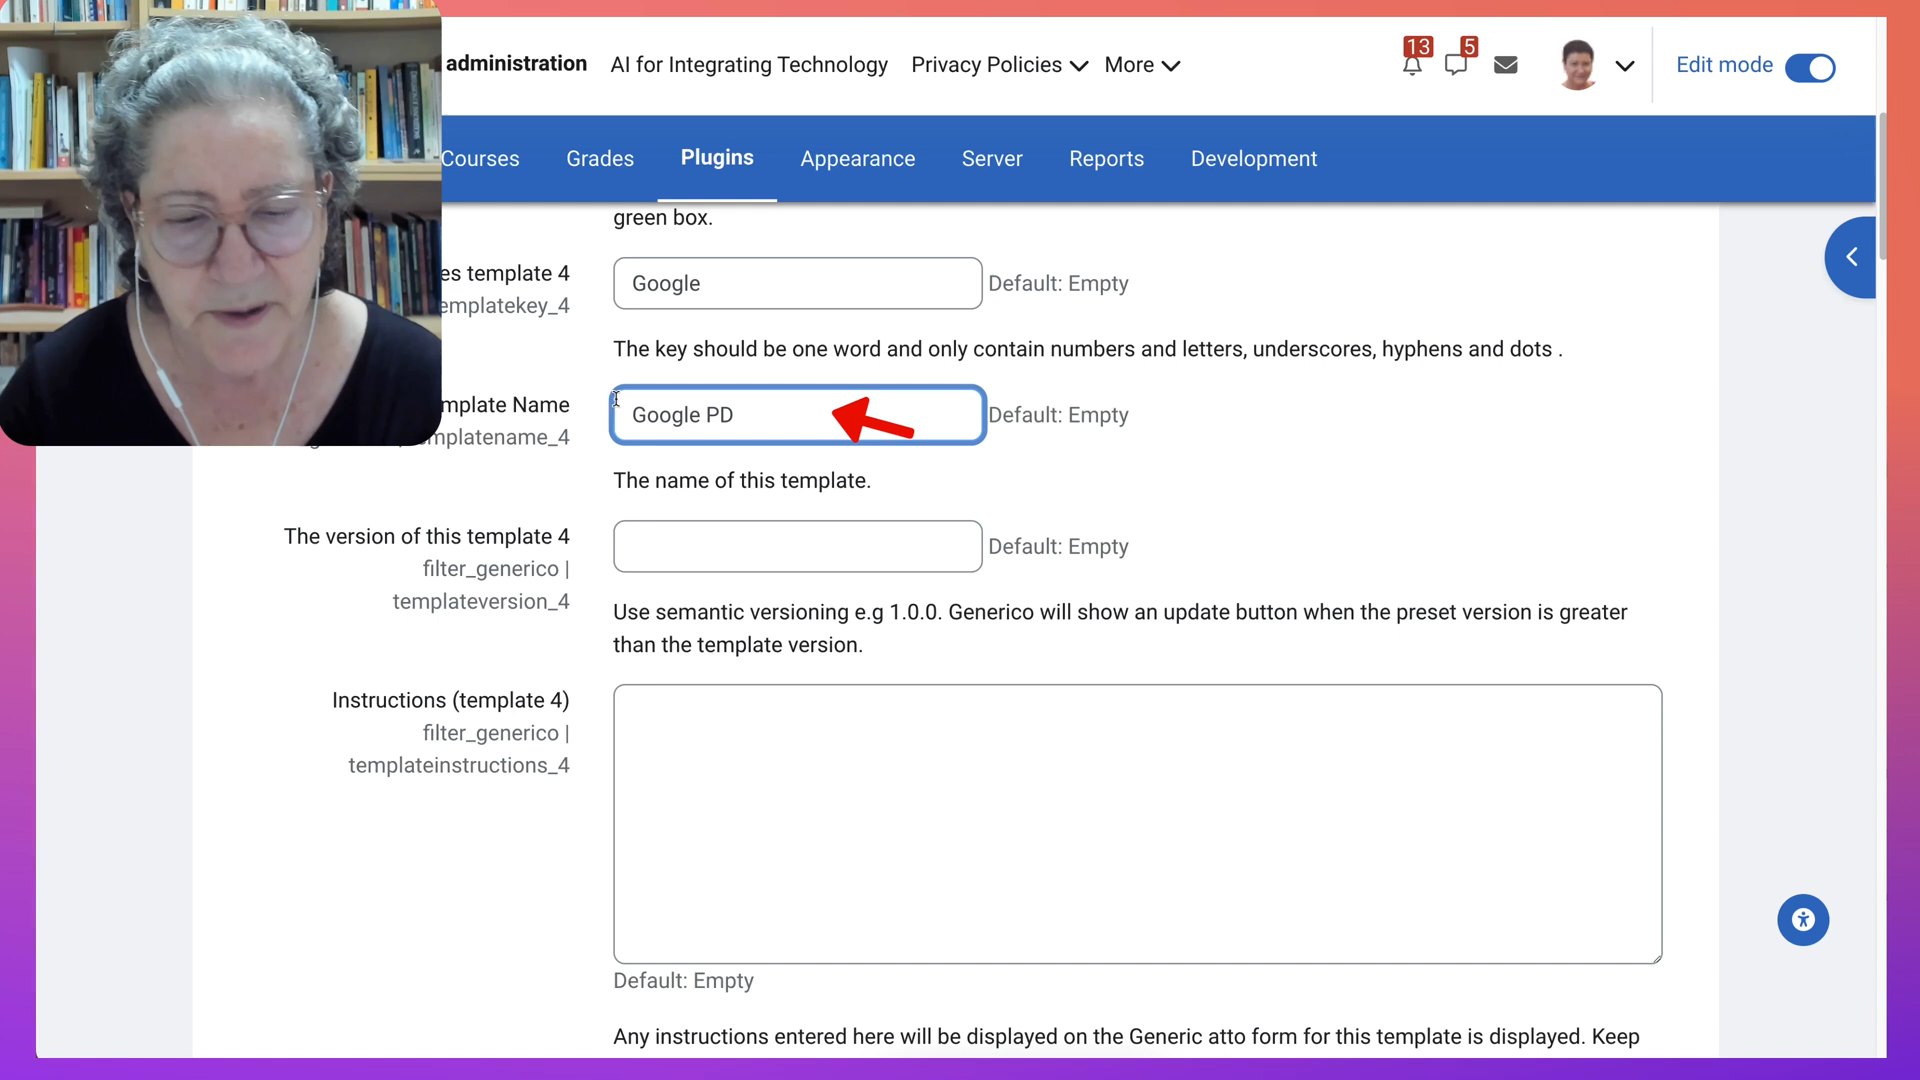 administration AI for Integrating Technology Privacy Policies More 13 5 Edit mode
Courses Grades Plugins Appearance Server Reports Development
green box.
es template 4 Google Default: Empty
emplatekey_4
The key should be one word and only contain numbers and letters, underscores, hyphens and dots .
mplate Name Google PD Default: Empty
mplatename_4
The name of this template.
The version of this template 4 Default: Empty
filter_generico |
templateversion_4
Use semantic versioning e.g 1.0.0. Generico will show an update button when the preset version is greater
than the template version.
Instructions (template 4)
filter_generico |
templateinstructions_4
Default: Empty
Any instructions entered here will be displayed on the Generic atto form for this template is displayed. Keep